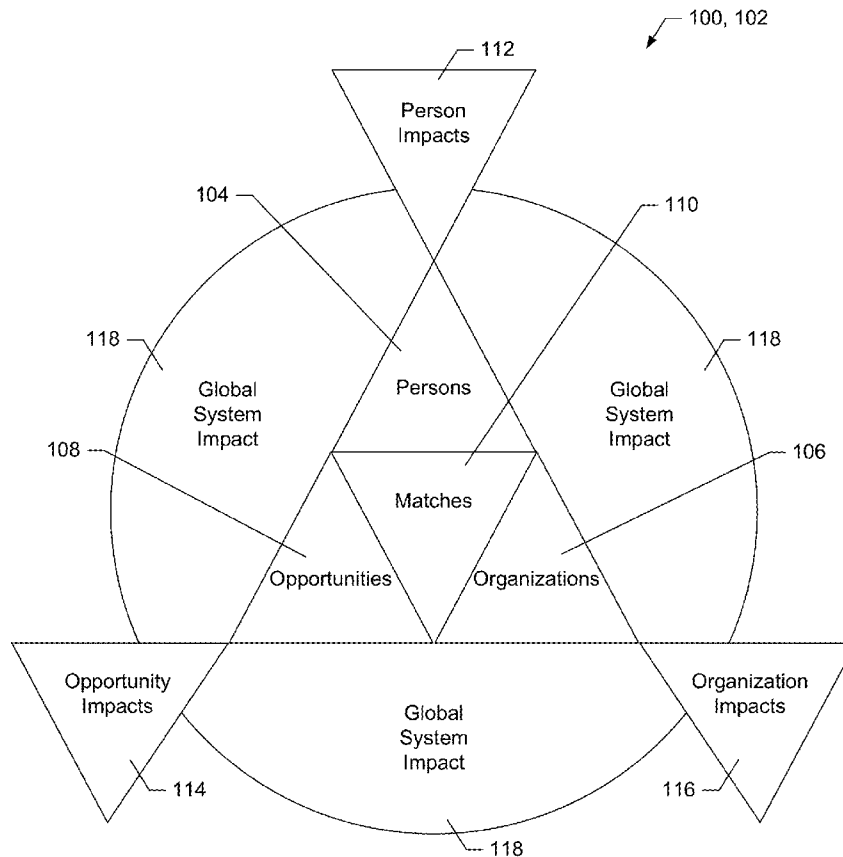 100, 102
112
Person
Impacts
104
110
118
118
Persons
Global
System
Impact
Global
System
Impact
108
106
Matches
Opportunities
Organizations
Opportunity
Impacts
Organization
Impacts
Global
System
Impact
114
116
118